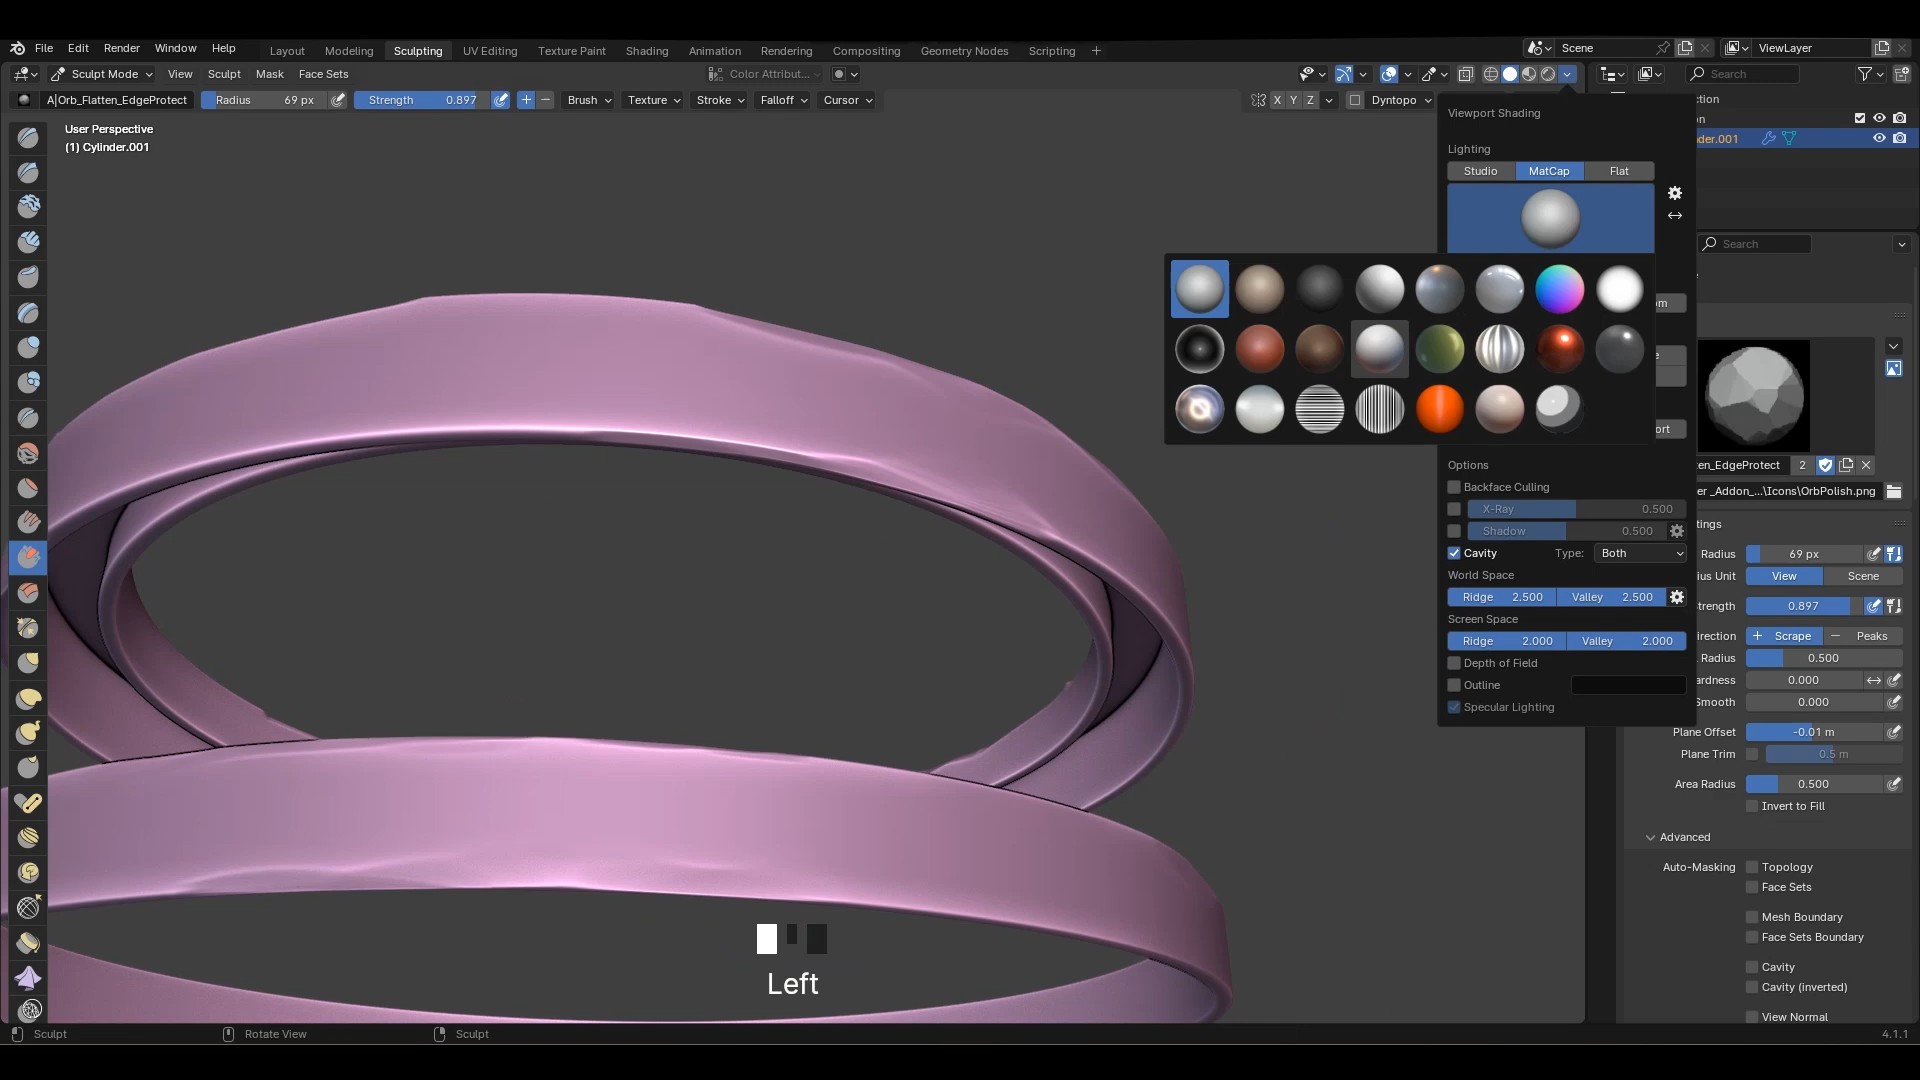 File Edit Render Window Help
Layout Modeling Sculpting UV Editing Texture Paint Shading Animation Rendering Compositing Geometry Nodes Scripting +
Scene
ViewLayer
Sculpt Mode View Sculpt Mask Face Sets
Color Attribut...
Search
A|Orb_Flatten_EdgeProtect
Radius 69 px
Strength 0.897
Brush Texture Stroke Falloff Cursor
X Y Z
Dyntopo
User Perspective
(1) Cylinder.001
Viewport Shading
Lighting
Studio MatCap Flat
Options
Backface Culling
X-Ray 0.500
Shadow 0.500
Cavity Type: Both
World Space
Ridge 2.500 Valley 2.500
Screen Space
Ridge 2.000 Valley 2.000
Depth of Field
Outline
Specular Lighting
ction
on
nder.001
Search
om
e
ort
ten_EdgeProtect 2
er _Addon_...\Icons\OrbPolish.png
tings
Radius 69 px
ius Unit View Scene
trength 0.897
irection + Scrape − Peaks
Radius 0.500
ardness 0.000
Smooth 0.000
Plane Offset -0.01 m
Plane Trim 0.5 m
Area Radius 0.500
Invert to Fill
Advanced
Auto-Masking Topology
Face Sets
Mesh Boundary
Face Sets Boundary
Cavity
Cavity (inverted)
View Normal
Left
Sculpt Rotate View Sculpt
4.1.1